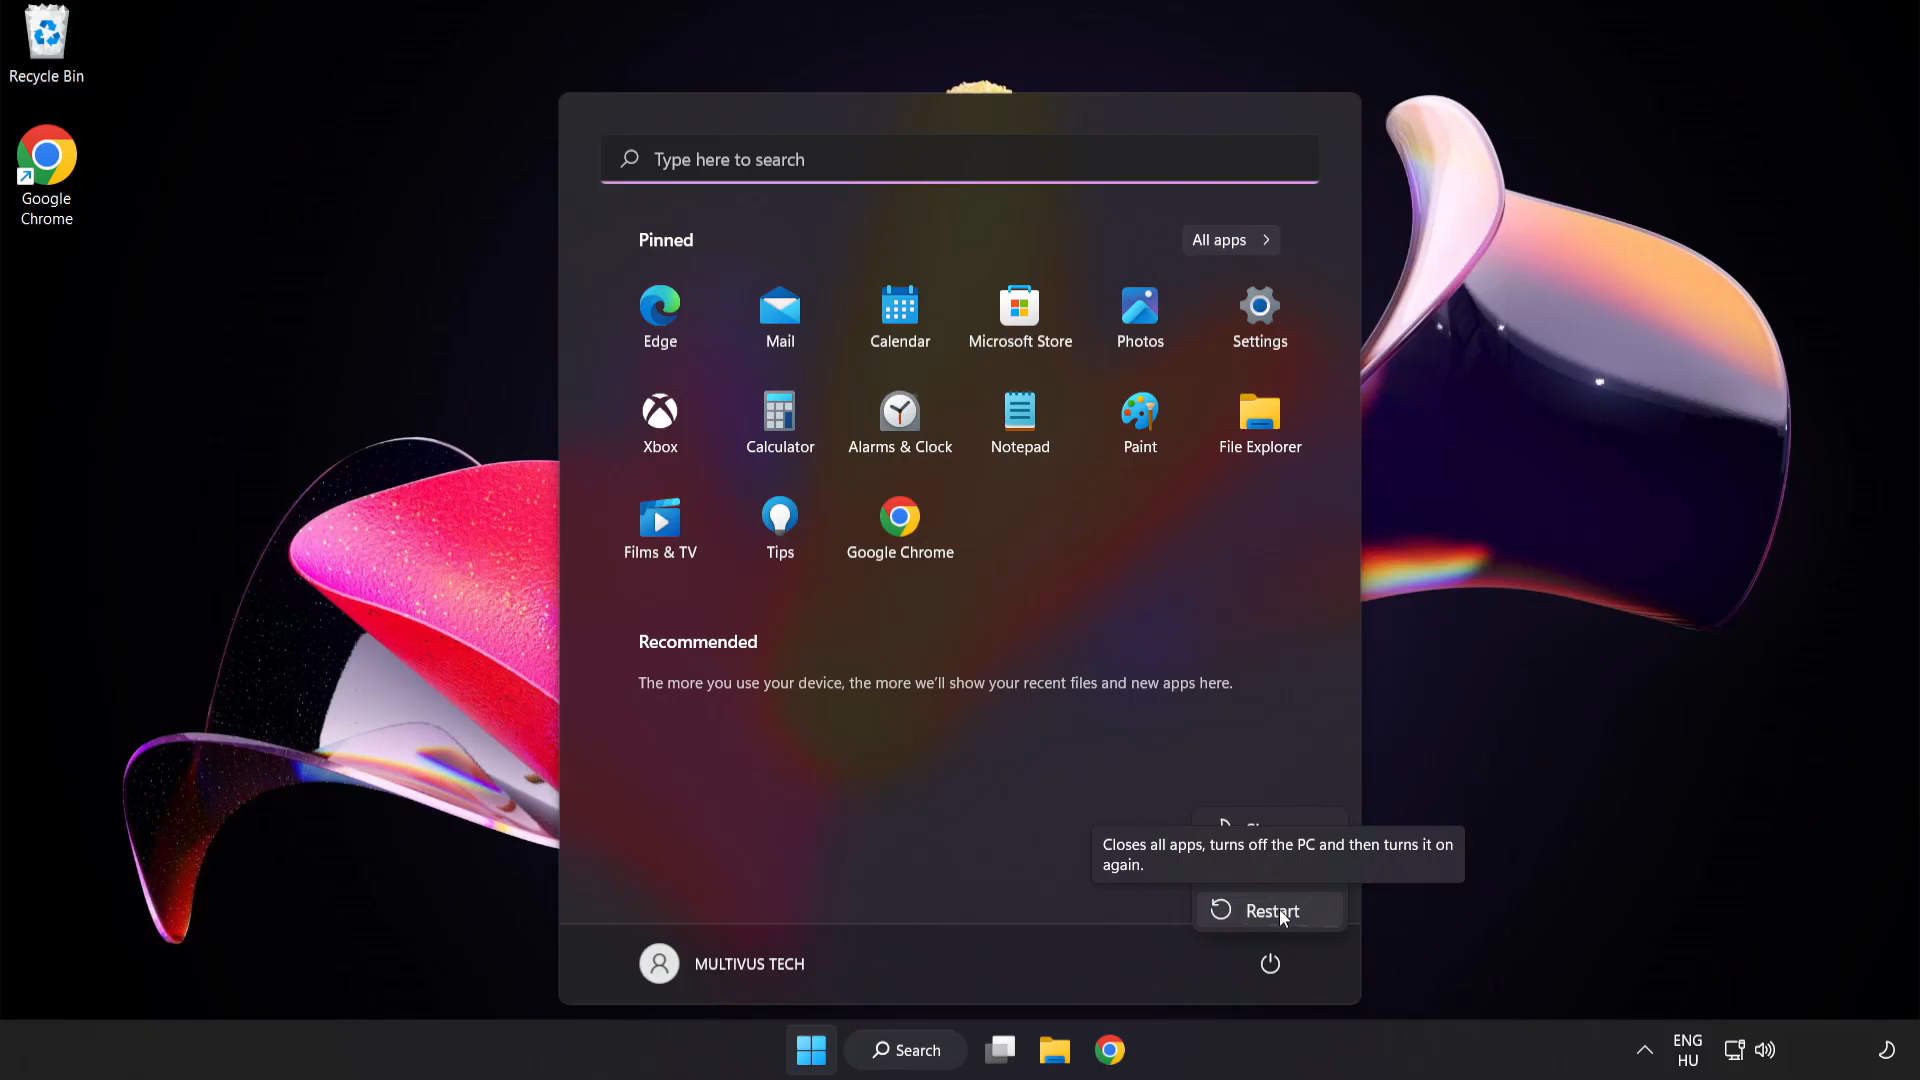 Recycle Bin
Google
Chrome
Type here to search
Pinned
All apps
Edge
Mail
Calendar
Microsoft Store
Photos
Settings
Xbox
Calculator
Alarms & Clock
Notepad
Paint
File Explorer
Films & TV
Tips
Google Chrome
Recommended
The more you use your device, the more we'll show your recent files and new apps here.
Closes all apps, turns off the PC and then turns it on
again.
Restart
MULTIVUS TECH
Search
ENG
HU